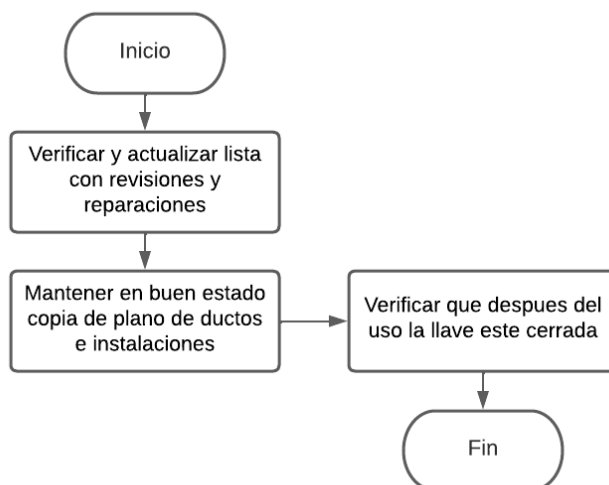 Inicio
Verificar y actualizar lista
con revisiones y
reparaciones
Mantener en buen estado
copia de plano de ductos
e instalaciones
Verificar que despues del
uso la llave este cerrada
Fin